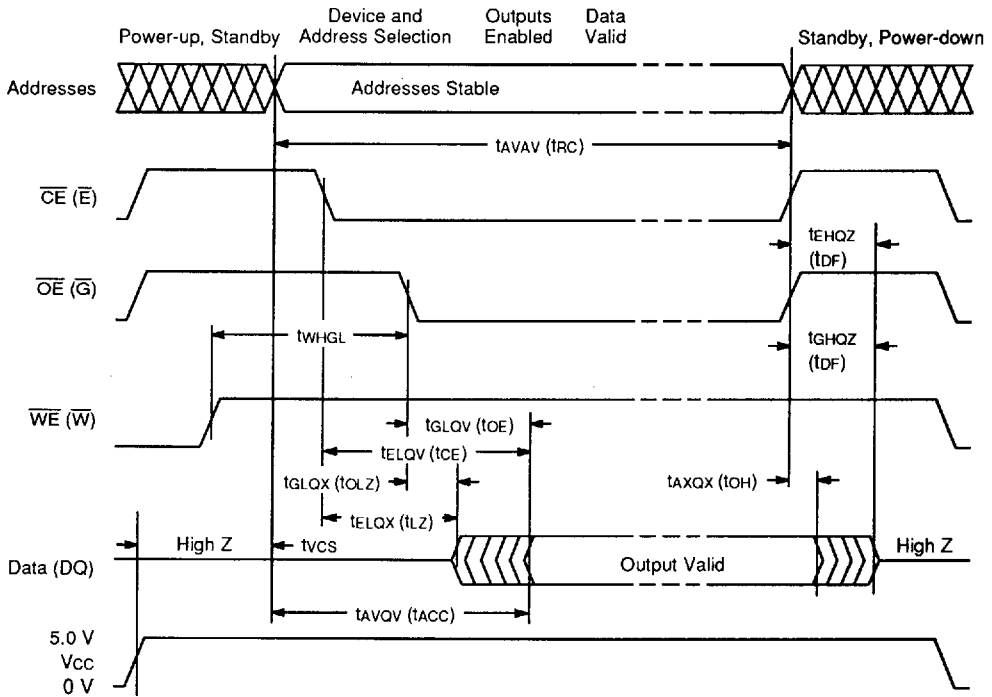 Power-up, Standby
Device and
Address Selection
Outputs
Enabled
Data
Valid
Standby, Power-down
Addresses
Addresses Stable
tAVAV (tRC)
CE (E)
tEHQZ
(tDF)
OE (G)
tWHGL
tGHQZ
(tDF)
WE (W)
tGLQV (tOE)
tELQV (tCE)
tGLQX (tOLZ)
tAXQX (tOH)
tELQX (tLZ)
High Z
tVCS
High Z
Data (DQ)
Output Valid
tAVQV (tACC)
5.0 V
VCC
0 V